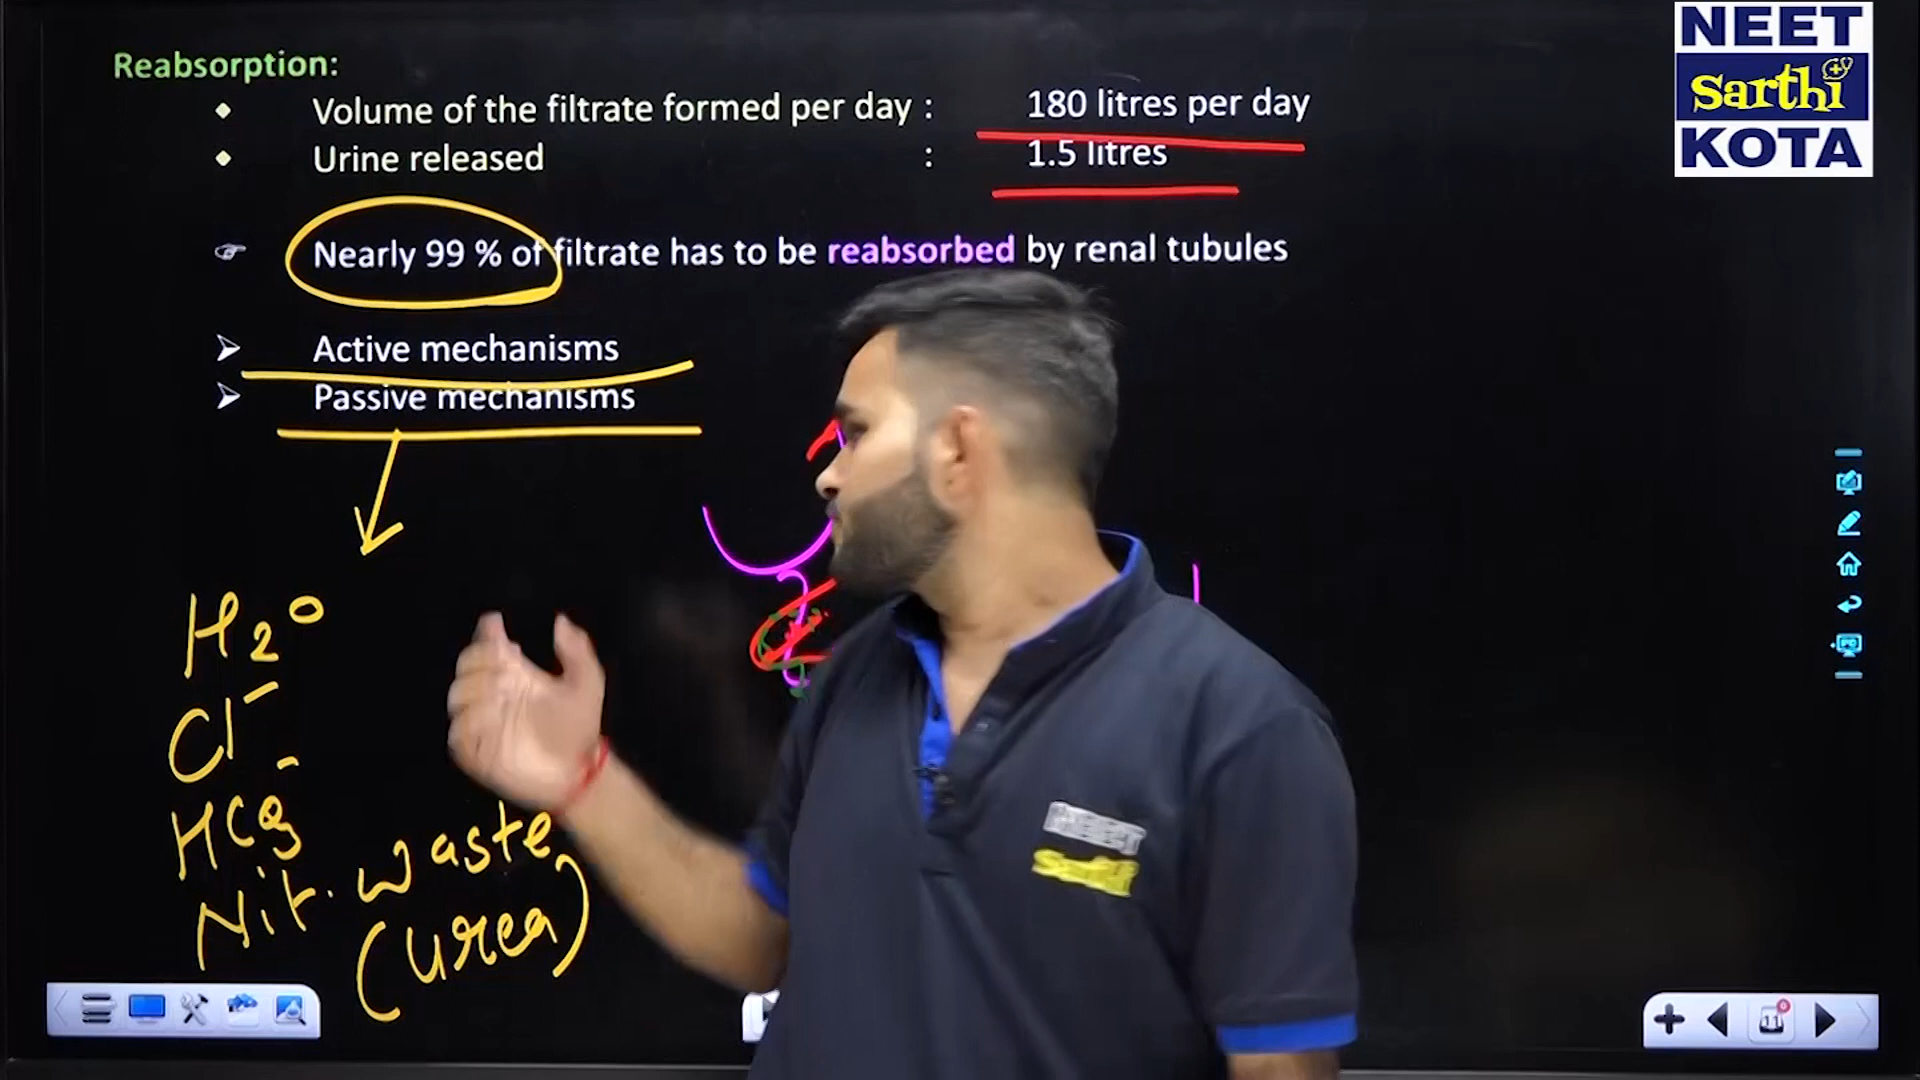 NEET
Sarthi
KOTA
Reabsorption:
Volume of the filtrate formed per day : 180 litres per day
Urine released : 1.5 litres
Nearly 99 % of filtrate has to be reabsorbed by renal tubules
Active mechanisms
Passive mechanisms
H2O
Cl-
HCO3-
Nit. waste
(urea)
Sarthi
11